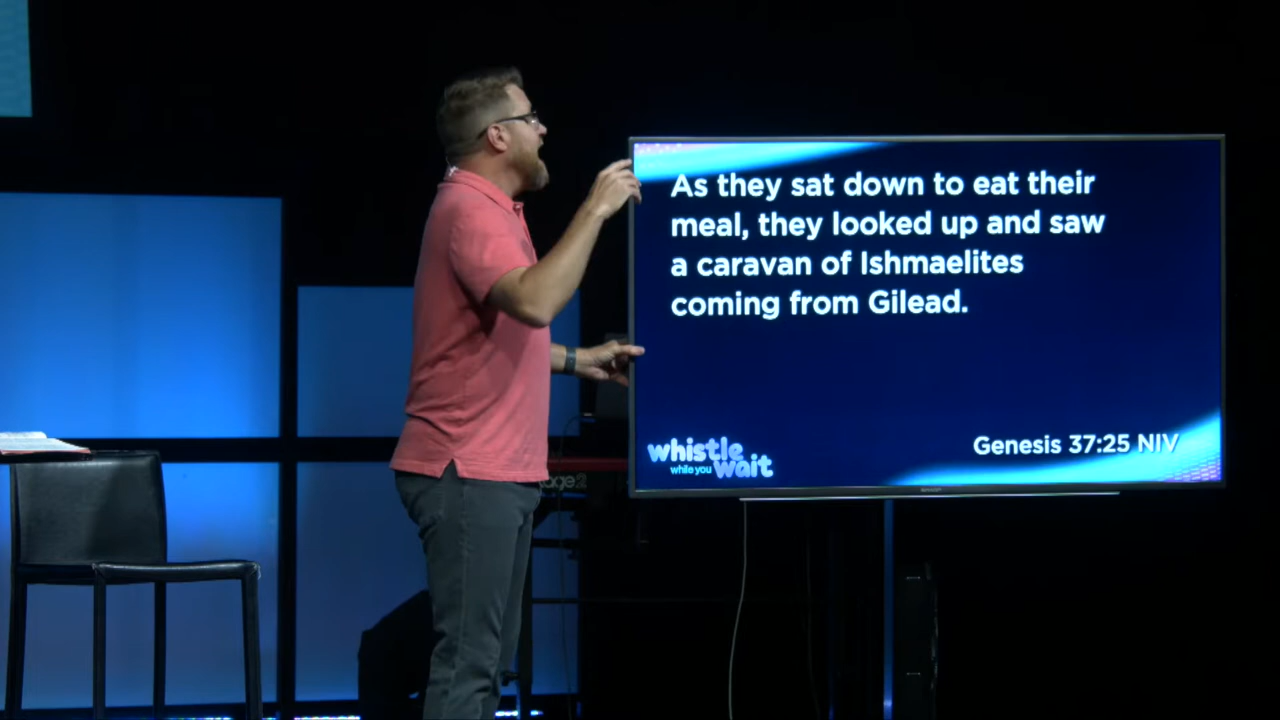 As they sat down to eat their
meal, they looked up and saw
a caravan of Ishmaelites
coming from Gilead.
whistle
while you wait
Genesis 37:25 NIV